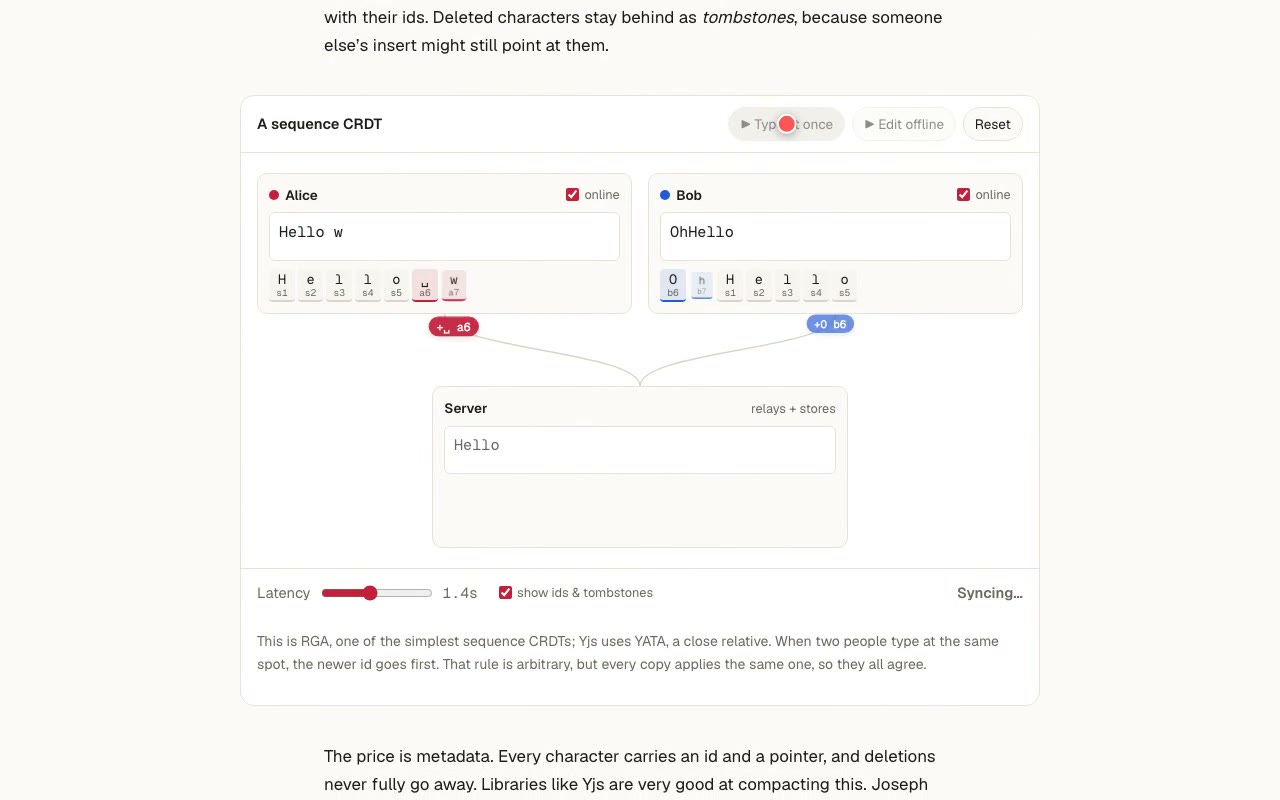 with their ids. Deleted characters stay behind as tombstones, because someone
else’s insert might still point at them.
A sequence CRDT
▶ Edit offline
Reset
Alice
online
Hello w
H e l l o ␣ w
s1 s2 s3 s4 s5 a6 a7
Bob
online
OhHello
O h H e l l o
b6 b7 s1 s2 s3 s4 s5
+␣ a6
+O b6
Server
relays + stores
Hello
Latency
1.4s
show ids & tombstones
Syncing…
This is RGA, one of the simplest sequence CRDTs; Yjs uses YATA, a close relative. When two people type at the same
spot, the newer id goes first. That rule is arbitrary, but every copy applies the same one, so they all agree.
The price is metadata. Every character carries an id and a pointer, and deletions
never fully go away. Libraries like Yjs are very good at compacting this. Joseph